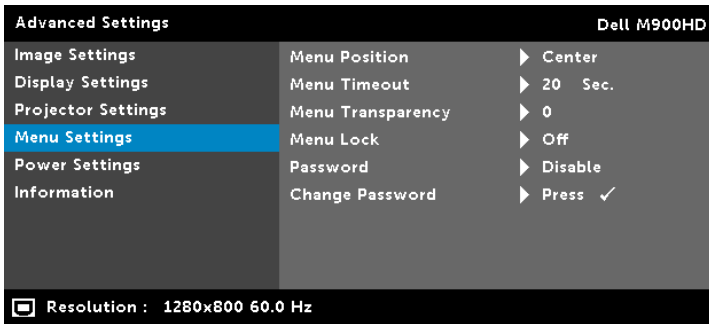 Advanced Settings Dell M900HD
Image Settings Menu Position Center
Display Settings Menu Timeout 20 Sec.
Projector Settings Menu Transparency 0
Menu Settings Menu Lock Off
Power Settings Password Disable
Information Change Password Press ✓
Resolution : 1280x800 60.0 Hz